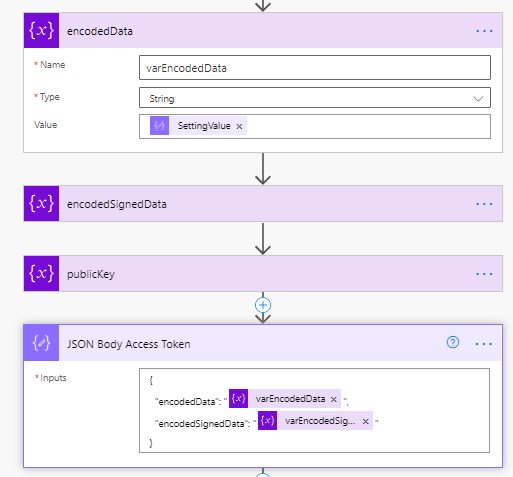 {x} encodedData ...
* Name varEncodedData
* Type String
Value SettingValue ×
{x} encodedSignedData ...
{x} publicKey ...
JSON Body Access Token ? ...
* Inputs {
"encodedData": " {x} varEncodedData × ",
"encodedSignedData": " {x} varEncodedSig... × "
}